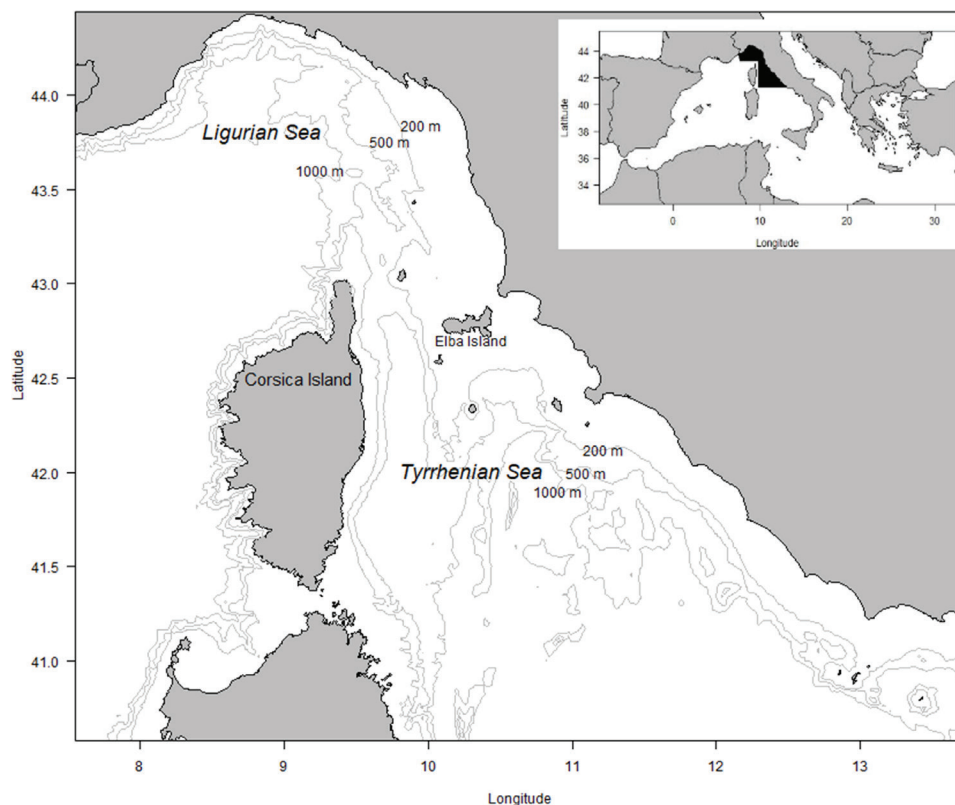 44
42
40
38
36
34
Latitude
0
10
20
30
Longitude
44.0
43.5
43.0
42.5
42.0
41.5
41.0
Latitude
Ligurian Sea
200 m
500 m
1000 m
Elba Island
Corsica Island
Tyrrhenian Sea
200 m
500 m
1000 m
8
9
10
11
12
13
Longitude